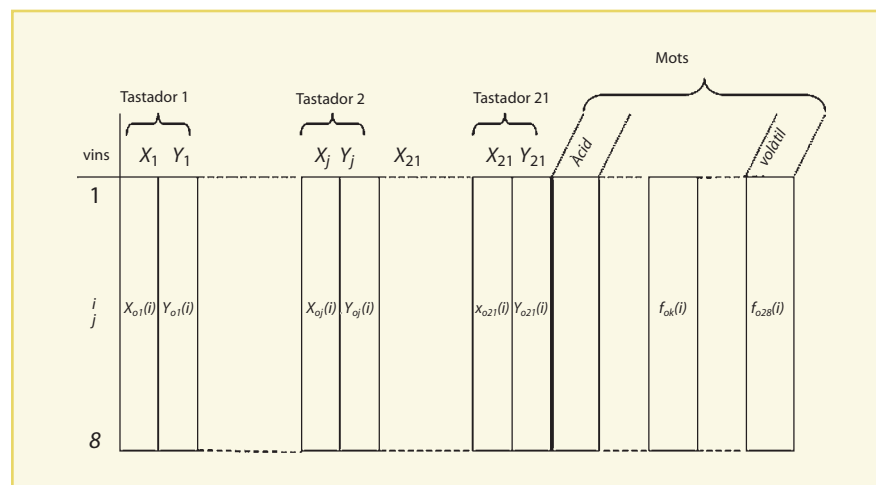 Mots
Tastador 1 Tastador 2 Tastador 21
vins X1 Y1 Xj Yj X21 X21 Y21 Àcid volàtil
1
i Xo1(i) Yo1(i) Xoj(i) Yoj(i) xo21(i) Yo21(i) fok(i) fo28(i)
j
8